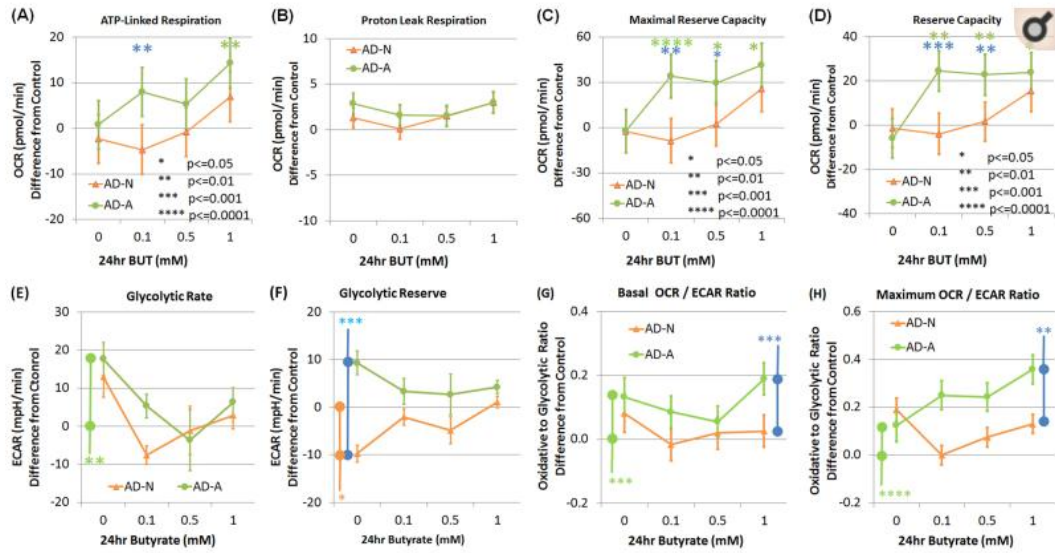 (A)
ATP-Linked Respiration
**
**
20
10
0
-10
-20
OCR (pmol/min)
Difference from Control
* p<=0.05
** p<=0.01
*** p<=0.001
**** p<=0.0001
AD-N
AD-A
0 0.1 0.5 1
24hr BUT (mM)
(B)
Proton Leak Respiration
AD-N
AD-A
10
5
0
-5
-10
OCR (pmol/min)
Difference from Control
0 0.1 0.5 1
24hr BUT (mM)
(C)
Maximal Reserve Capacity
**** * *
** *
60
30
0
-30
-60
OCR (pmol/min)
Difference from Control
* p<=0.05
** p<=0.01
*** p<=0.001
**** p<=0.0001
AD-N
AD-A
0 0.1 0.5 1
24hr BUT (mM)
(D)
Reserve Capacity
** **
*** **
40
20
0
-20
-40
OCR (pmol/min)
Difference from Control
* p<=0.05
** p<=0.01
*** p<=0.001
**** p<=0.0001
AD-N
AD-A
0 0.1 0.5 1
24hr BUT (mM)
(E)
Glycolytic Rate
30
20
10
0
-10
-20
ECAR (mpH/min)
Difference from Control
**
AD-N AD-A
0 0.1 0.5 1
24hr Butyrate (mM)
(F)
Glycolytic Reserve
***
20
15
10
5
0
-5
-10
-15
-20
ECAR (mpH/min)
Difference from Control
*
AD-N AD-A
0 0.1 0.5 1
24hr Butyrate (mM)
(G)
Basal OCR / ECAR Ratio
AD-N
AD-A
***
0.4
0.2
0.0
-0.2
Oxidative to Glycolytic Ratio
Difference from Control
***
0 0.1 0.5 1
24hr Butyrate (mM)
(H)
Maximum OCR / ECAR Ratio
AD-N
AD-A
**
0.6
0.4
0.2
0.0
-0.2
Oxidative to Glycolytic Ratio
Difference from Control
****
0 0.1 0.5 1
24hr Butyrate (mM)